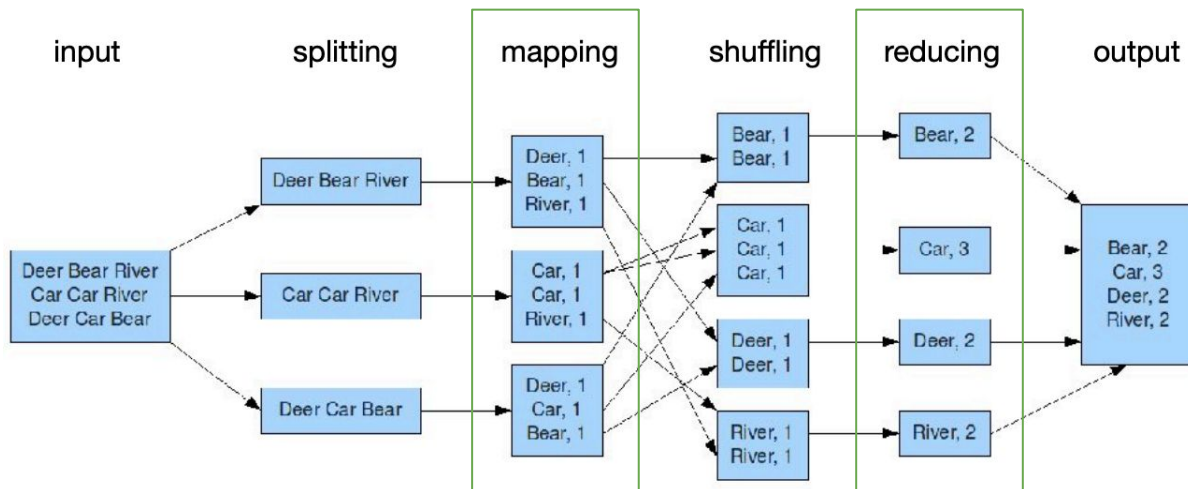 input
splitting
mapping
shuffling
reducing
output
Deer Bear River
Car Car River
Deer Car Bear
Deer Bear River
Car Car River
Deer Car Bear
Deer, 1
Bear, 1
River, 1
Car, 1
Car, 1
River, 1
Deer, 1
Car, 1
Bear, 1
Bear, 1
Bear, 1
Car, 1
Car, 1
Car, 1
Deer, 1
Deer, 1
River, 1
River, 1
Bear, 2
Car, 3
Deer, 2
River, 2
Bear, 2
Car, 3
Deer, 2
River, 2